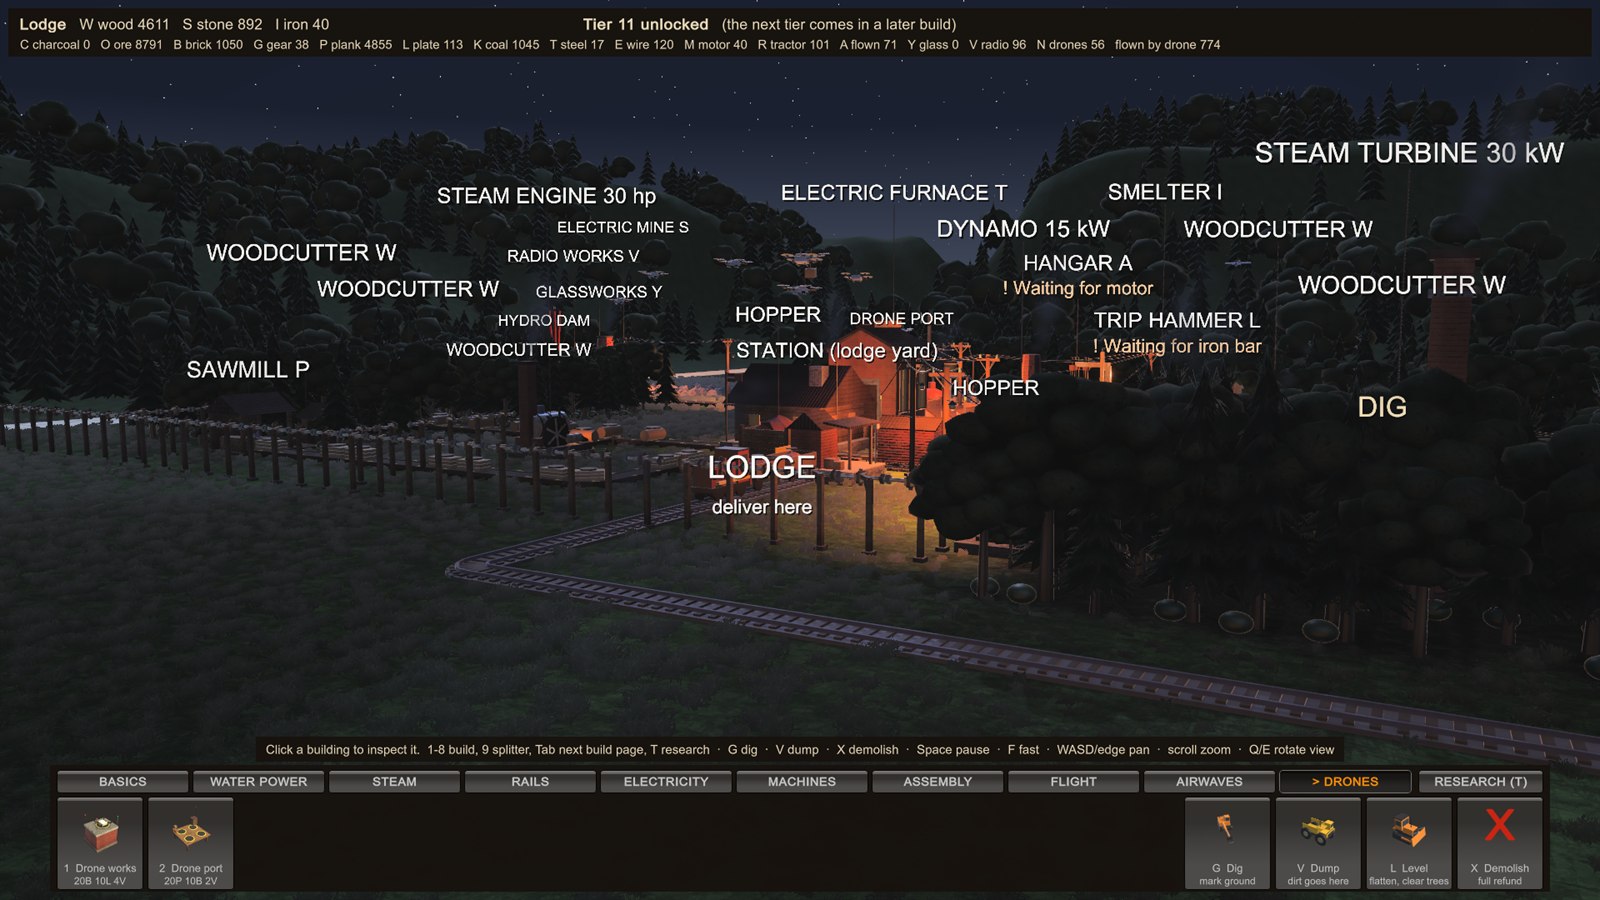 Lodge W wood 4611 S stone 892 I iron 40
Tier 11 unlocked (the next tier comes in a later build)
C charcoal 0 O ore 8791 B brick 1050 G gear 38 P plank 4855 L plate 113 K coal 1045 T steel 17 E wire 120 M motor 40 R tractor 101 A flown 71 Y glass 0 V radio 96 N drones 56 flown by drone 774
STEAM TURBINE 30 kW
STEAM ENGINE 30 hp
ELECTRIC FURNACE T
SMELTER I
ELECTRIC MINE S
DYNAMO 15 kW
WOODCUTTER W
WOODCUTTER W
RADIO WORKS V
HANGAR A
! Waiting for motor
WOODCUTTER W
GLASSWORKS Y
WOODCUTTER W
HYDRO DAM
HOPPER
DRONE PORT
TRIP HAMMER L
! Waiting for iron bar
WOODCUTTER W
STATION (lodge yard)
SAWMILL P
HOPPER
DIG
LODGE
deliver here
Click a building to inspect it. 1-8 build, 9 splitter, Tab next build page, T research · G dig · V dump · X demolish · Space pause · F fast · WASD/edge pan · scroll zoom · Q/E rotate view
BASICS WATER POWER STEAM RAILS ELECTRICITY MACHINES ASSEMBLY FLIGHT AIRWAVES > DRONES RESEARCH (T)
1 Drone works
20B 10L 4V
2 Drone port
20P 10B 2V
G Dig
mark ground
V Dump
dirt goes here
L Level
flatten, clear trees
X Demolish
full refund